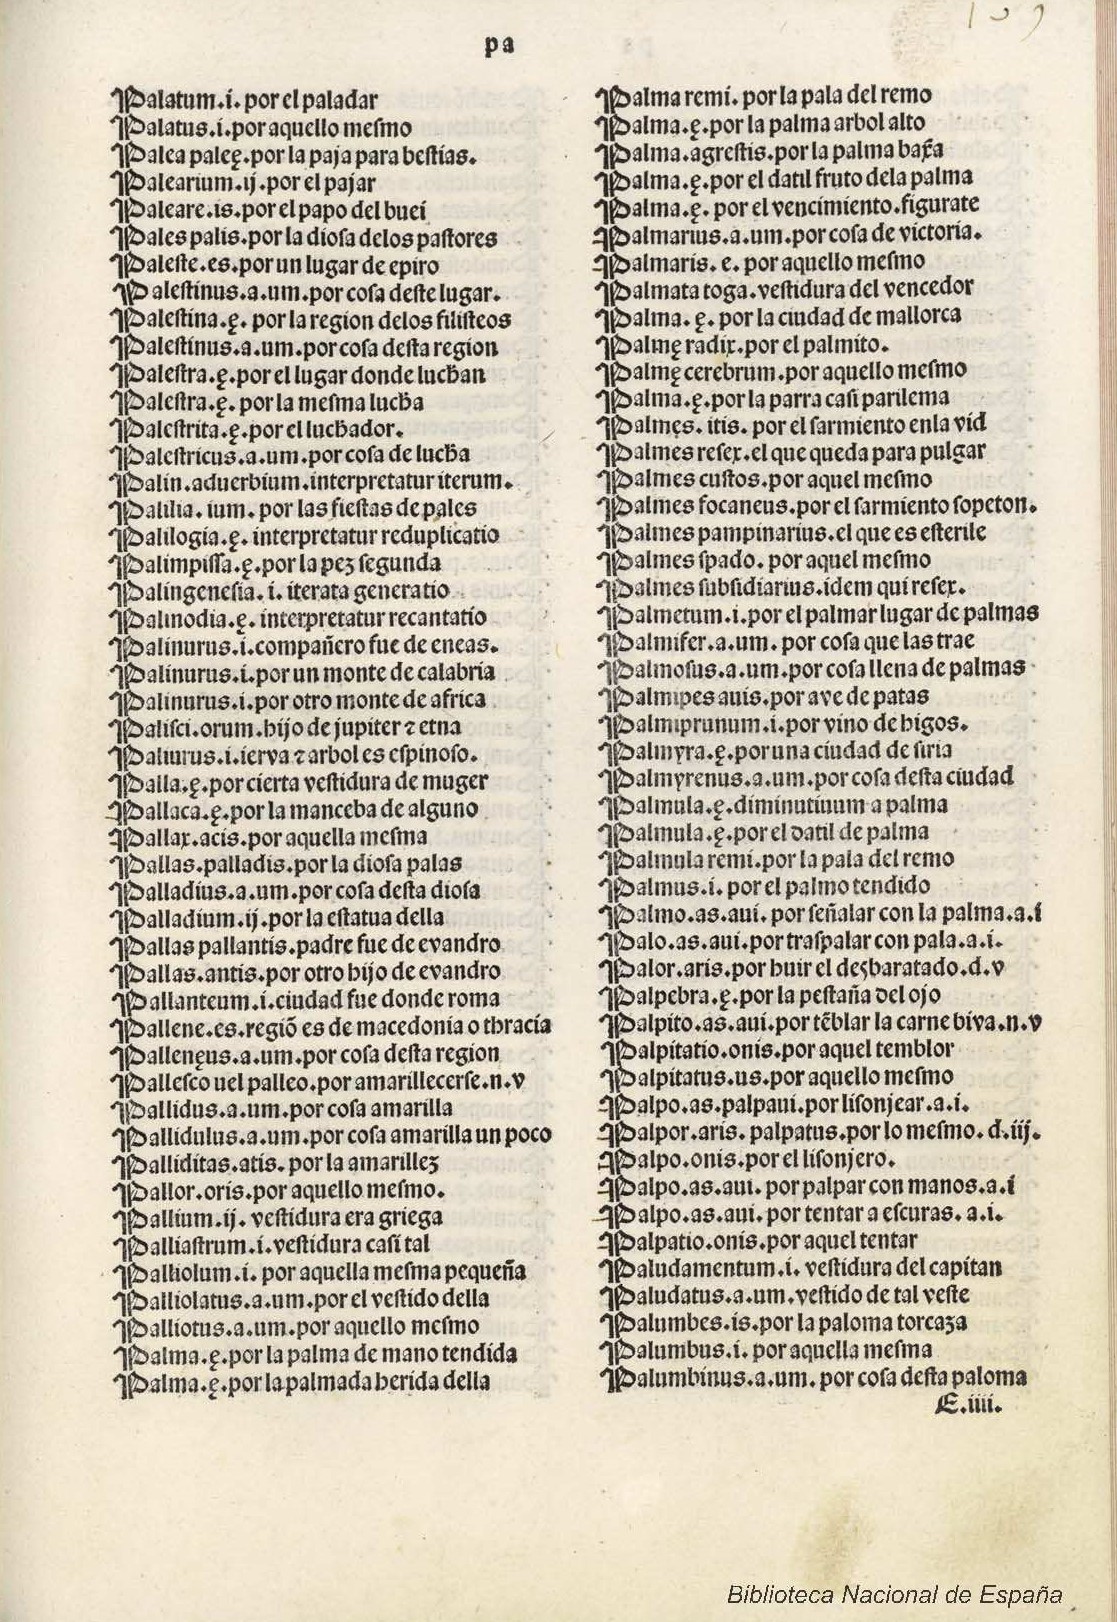 pa
Palatum.i.por el paladar
Palatus.i.por aquello meſmo
Palea paleę.por la paja para beſtias.
Palearium.ij.por el pajar
Paleare.is.por el papo del buei
Pales palis.por la dioſa delos paſtores
Paleſte.es.por un lugar de epiro
Paleſtinus.a.um.por coſa deſte lugar.
Paleſtina.ę.por la region delos filiſteos
Paleſtinus.a.um.por coſa deſta region
Paleſtra.ę.por el lugar donde luchan
Paleſtra.ę.por la meſma lucha
Paleſtrita.ę.por el luchador.
Paleſtricus.a.um.por coſa de lucha
Palin.aduerbium.interpretatur iterum.
Palilia.ium.por las fieſtas de pales
Palilogia.ę.interpretatur reduplicatio
Palimpiſſa.ę.por la pez ſegunda
Palingeneſia.i.iterata generatio
Palinodia.ę.interpretatur recantatio
Palinurus.i.compañero fue de eneas.
Palinurus.i.por un monte de calabria
Palinurus.i.por otro monte de africa
Paliſci.orum.hijo de jupiter ⁊ etna
Paliurus.i.ierva ⁊ arbol es eſpinoſo.
Palla.ę.por cierta veſtidura de muger
Pallaca.ę.por la manceba de alguno
Pallax.acis.por aquella meſma
Pallas.palladis.por la dioſa palas
Palladius.a.um.por coſa deſta dioſa
Palladium.ij.por la eſtatua della
Pallas pallantis.padre fue de evandro
Pallas.antis.por otro hijo de evandro
Pallanteum.i.ciudad fue donde roma
Pallene.es.regiõ es de macedonia o thracia
Pallenęus.a.um.por coſa deſta region
Palleſco uel palleo.por amarillecerſe.n.v
Pallidus.a.um.por coſa amarilla
Pallidulus.a.um.por coſa amarilla un poco
Palliditas.atis.por la amarillez
Pallor.oris.por aquello meſmo.
Pallium.ij.veſtidura era griega
Palliaſtrum.i.veſtidura caſi tal
Palliolum.i.por aquella meſma pequeña
Palliolatus.a.um.por el veſtido della
Palliotus.a.um.por aquello meſmo
Palma.ę.por la palma de mano tendida
Palma.ę.por la palmada herida della
Palma remi.por la pala del remo
Palma.ę.por la palma arbol alto
Palma.agreſtis.por la palma baxa
Palma.ę.por el datil fruto dela palma
Palma.ę.por el vencimiento.figurate
Palmarius.a.um.por coſa de victoria.
Palmaris.e.por aquello meſmo
Palmata toga.veſtidura del vencedor
Palma.ę.por la ciudad de mallorca
Palmę radix.por el palmito.
Palmę cerebrum.por aquello meſmo
Palma.ę.por la parra caſi parilema
Palmes.itis.por el ſarmiento enla vid
Palmes reſex.el que queda para pulgar
Palmes cuſtos.por aquel meſmo
Palmes focaneus.por el ſarmiento ſopeton.
Palmes pampinarius.el que es eſterile
Palmes ſpado.por aquel meſmo
Palmes ſubſidiarius.idem qui reſex.
Palmetum.i.por el palmar lugar de palmas
Palmifer.a.um.por coſa que las trae
Palmoſus.a.um.por coſa llena de palmas
Palmipes auis.por ave de patas
Palmiprunum.i.por vino de higos.
Palmyra.ę.por una ciudad de ſiria
Palmyrenus.a.um.por coſa deſta ciudad
Palmula.ę.diminutinum a palma
Palmula.ę.por el datil de palma
Palmula remi.por la pala del remo
Palmus.i.por el palmo tendido
Palmo.as.aui.por ſeñalar con la palma.a.i
Palo.as.aui.por traſpalar con pala.a.i.
Palor.aris.por huir el deſbaratado.d.v
Palpebra.ę.por la peſtaña del ojo
Palpito.as.aui.por tẽblar la carne biva.n.v
Palpitatio.onis.por aquel temblor
Palpitatus.us.por aquello meſmo
Palpo.as.palpaui.por liſonjear.a.i.
Palpor.aris.palpatus.por lo meſmo.d.iij.
Palpo.onis.por el liſonjero.
Palpo.as.aui.por palpar con manos.a.i
Palpo.as.aui.por tentar a eſcuras.a.i.
Palpatio.onis.por aquel tentar
Paludamentum.i.veſtidura del capitan
Paludatus.a.um.veſtido de tal veſte
Palumbes.is.por la paloma torcaza
Palumbus.i.por aquella meſma
Palumbinus.a.um.por coſa deſta paloma
E.iiii.
Biblioteca Nacional de España